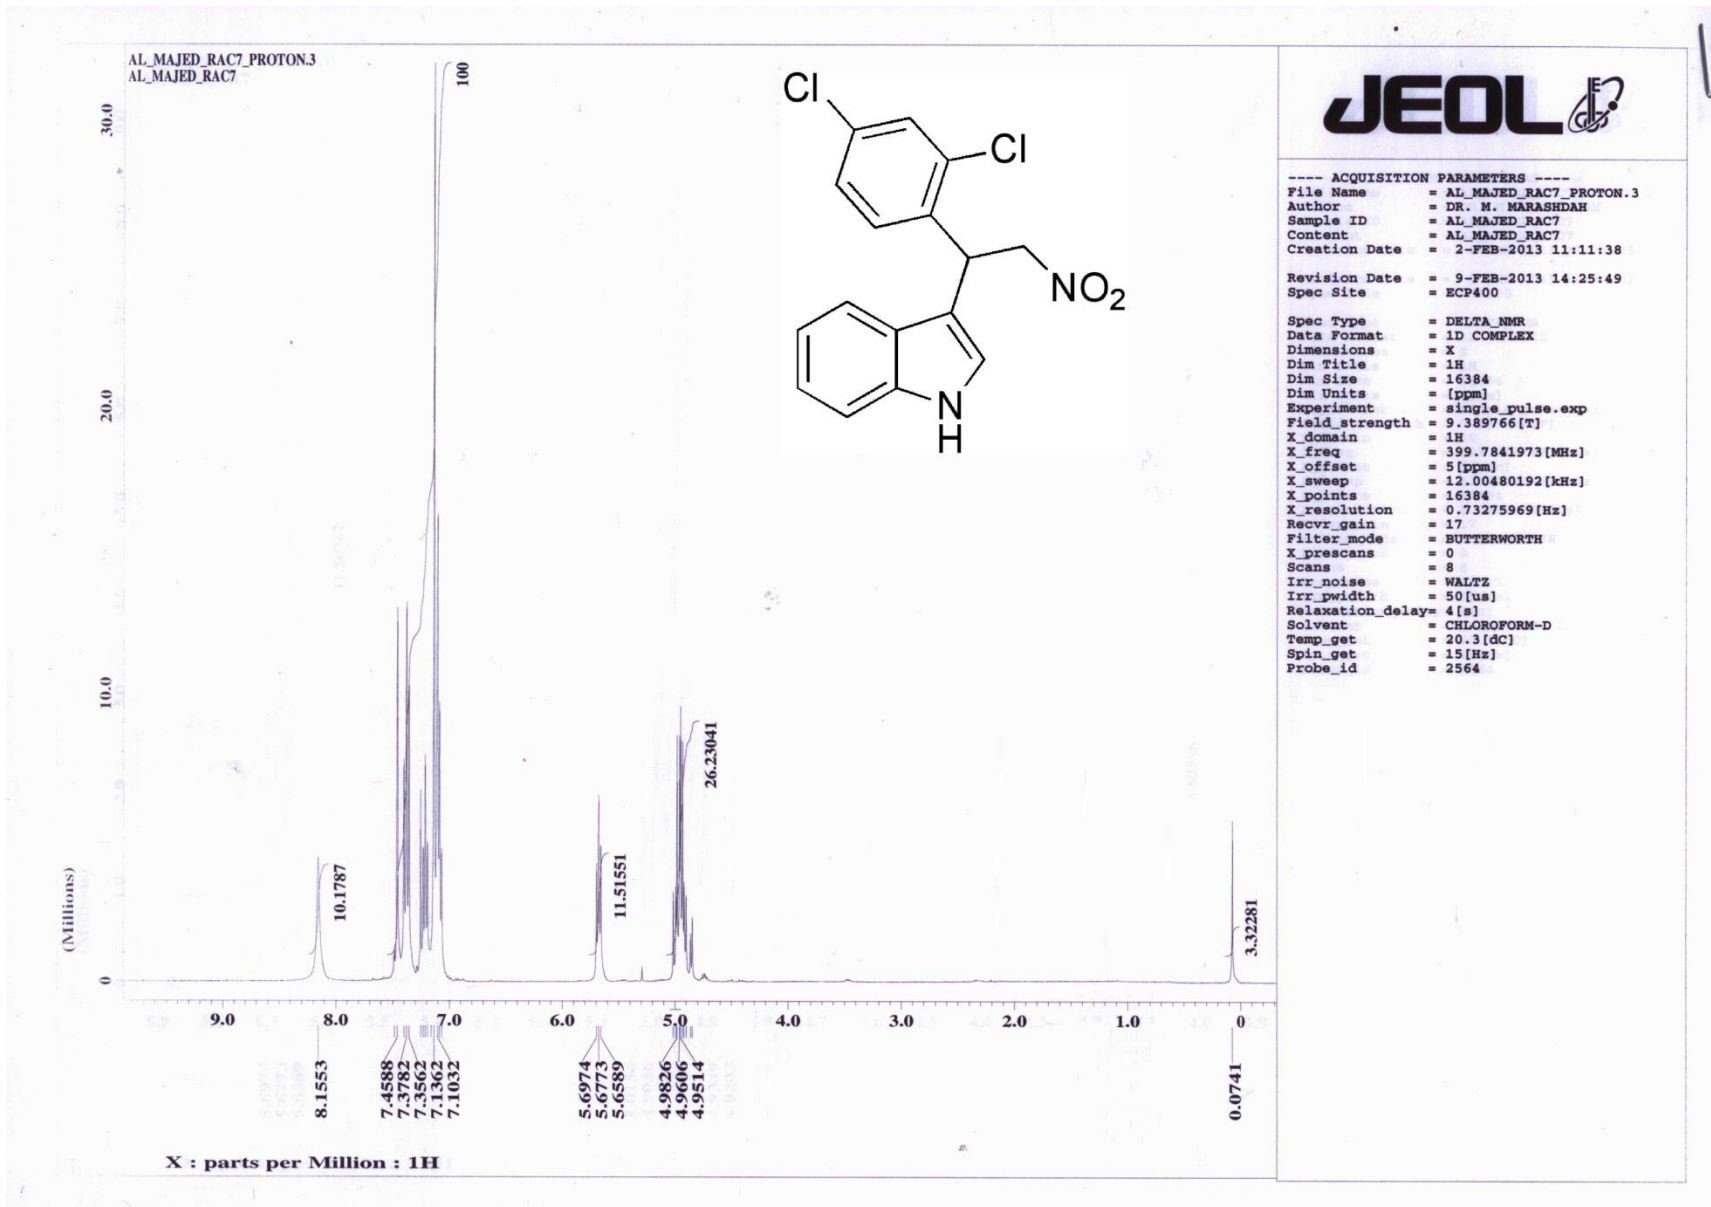 AL_MAJED_RAC7_PROTON.3
AL_MAJED_RAC7
(Millions)
30.0
20.0
10.0
0
100
10.1787
11.51551
26.23041
3.32281
Cl
Cl
NO2
N
H
9.0 8.0 7.0 6.0 5.0 4.0 3.0 2.0 1.0 0
8.1553
7.4588
7.3782
7.3562
7.1362
7.1032
5.6974
5.6773
5.6589
4.9826
4.9606
4.9514
0.0741
X : parts per Million : 1H
JEOL
---- ACQUISITION PARAMETERS ----
File Name = AL_MAJED_RAC7_PROTON.3
Author = DR. M. MARASHDAH
Sample ID = AL_MAJED_RAC7
Content = AL_MAJED_RAC7
Creation Date = 2-FEB-2013 11:11:38
Revision Date = 9-FEB-2013 14:25:49
Spec Site = ECP400
Spec Type = DELTA_NMR
Data Format = 1D COMPLEX
Dimensions = X
Dim Title = 1H
Dim Size = 16384
Dim Units = [ppm]
Experiment = single_pulse.exp
Field_strength = 9.389766[T]
X_domain = 1H
X_freq = 399.7841973[MHz]
X_offset = 5[ppm]
X_sweep = 12.00480192[kHz]
X_points = 16384
X_resolution = 0.73275969[Hz]
Recvr_gain = 17
Filter_mode = BUTTERWORTH
X_prescans = 0
Scans = 8
Irr_noise = WALTZ
Irr_pwidth = 50[us]
Relaxation_delay= 4[s]
Solvent = CHLOROFORM-D
Temp_get = 20.3[dC]
Spin_get = 15[Hz]
Probe_id = 2564